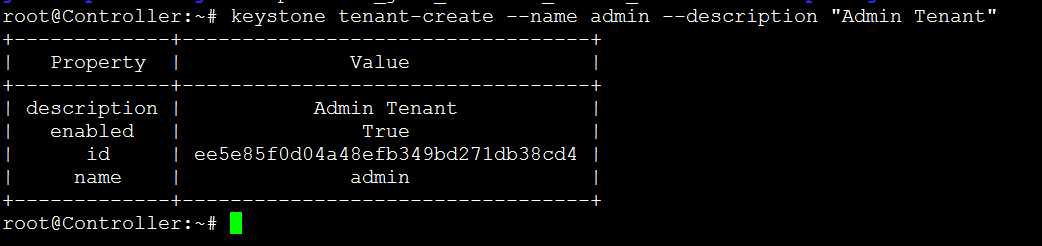 root@Controller:~# keystone tenant-create --name admin --description "Admin Tenant"
+-------------+----------------------------------+
|   Property  |              Value               |
+-------------+----------------------------------+
| description |           Admin Tenant           |
|   enabled   |               True               |
|      id     | ee5e85f0d04a48efb349bd271db38cd4 |
|     name    |              admin               |
+-------------+----------------------------------+
root@Controller:~#